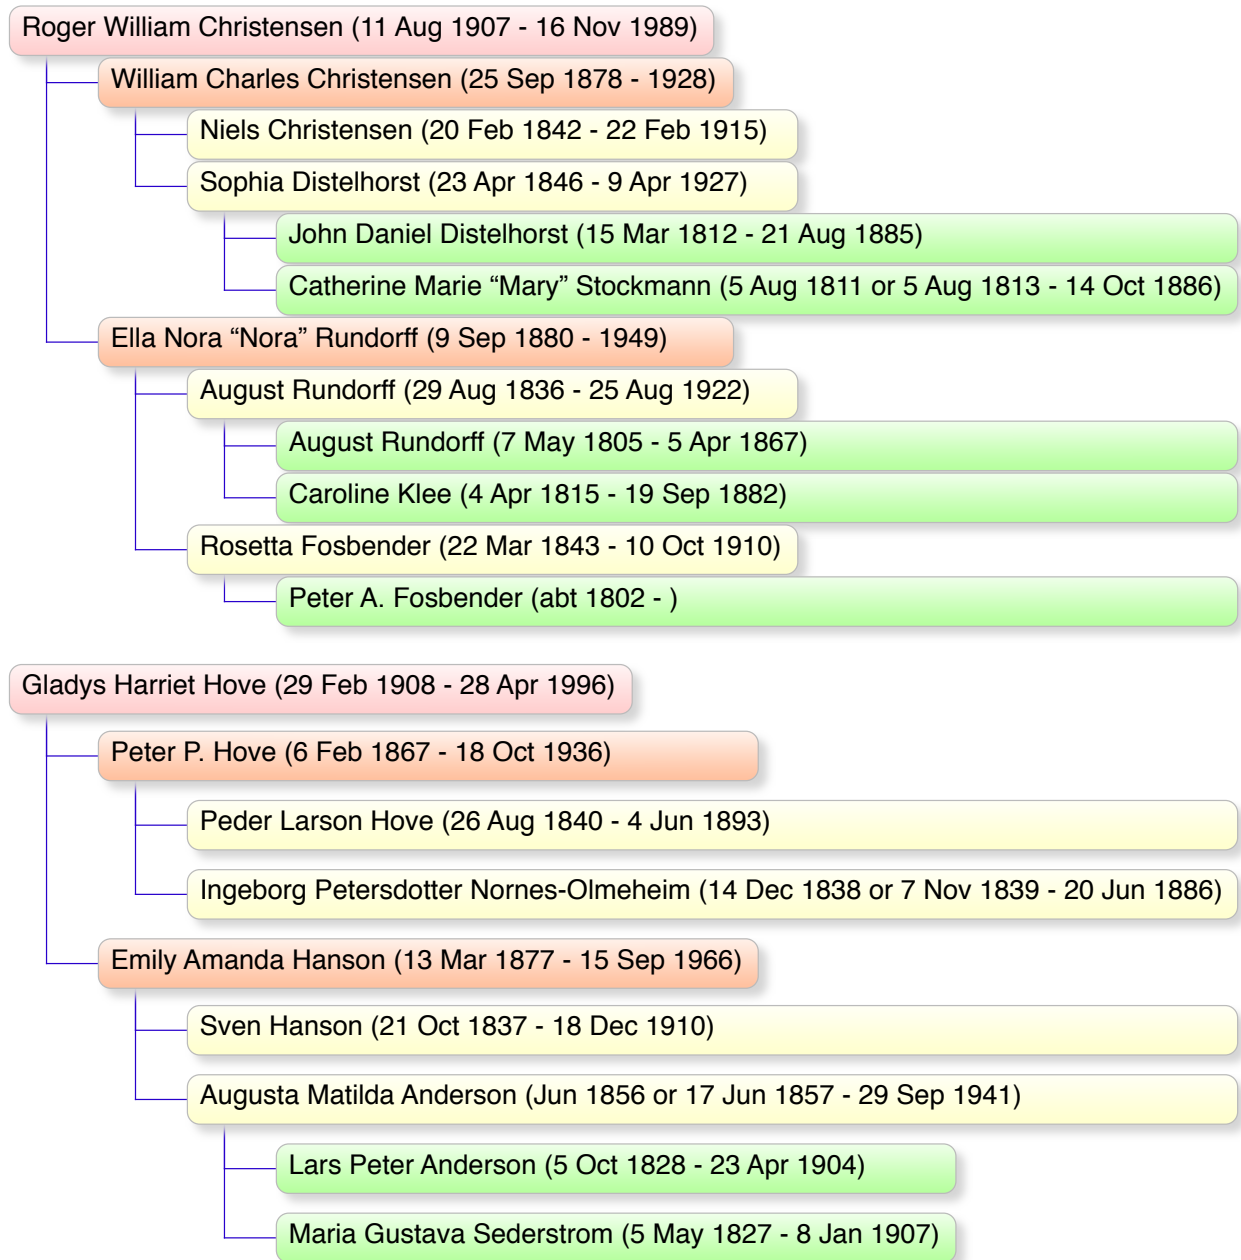 Roger William Christensen (11 Aug 1907 - 16 Nov 1989)
William Charles Christensen (25 Sep 1878 - 1928)
Niels Christensen (20 Feb 1842 - 22 Feb 1915)
Sophia Distelhorst (23 Apr 1846 - 9 Apr 1927)
John Daniel Distelhorst (15 Mar 1812 - 21 Aug 1885)
Catherine Marie “Mary” Stockmann (5 Aug 1811 or 5 Aug 1813 - 14 Oct 1886)
Ella Nora “Nora” Rundorff (9 Sep 1880 - 1949)
August Rundorff (29 Aug 1836 - 25 Aug 1922)
August Rundorff (7 May 1805 - 5 Apr 1867)
Caroline Klee (4 Apr 1815 - 19 Sep 1882)
Rosetta Fosbender (22 Mar 1843 - 10 Oct 1910)
Peter A. Fosbender (abt 1802 - )
Gladys Harriet Hove (29 Feb 1908 - 28 Apr 1996)
Peter P. Hove (6 Feb 1867 - 18 Oct 1936)
Peder Larson Hove (26 Aug 1840 - 4 Jun 1893)
Ingeborg Petersdotter Nornes-Olmeheim (14 Dec 1838 or 7 Nov 1839 - 20 Jun 1886)
Emily Amanda Hanson (13 Mar 1877 - 15 Sep 1966)
Sven Hanson (21 Oct 1837 - 18 Dec 1910)
Augusta Matilda Anderson (Jun 1856 or 17 Jun 1857 - 29 Sep 1941)
Lars Peter Anderson (5 Oct 1828 - 23 Apr 1904)
Maria Gustava Sederstrom (5 May 1827 - 8 Jan 1907)